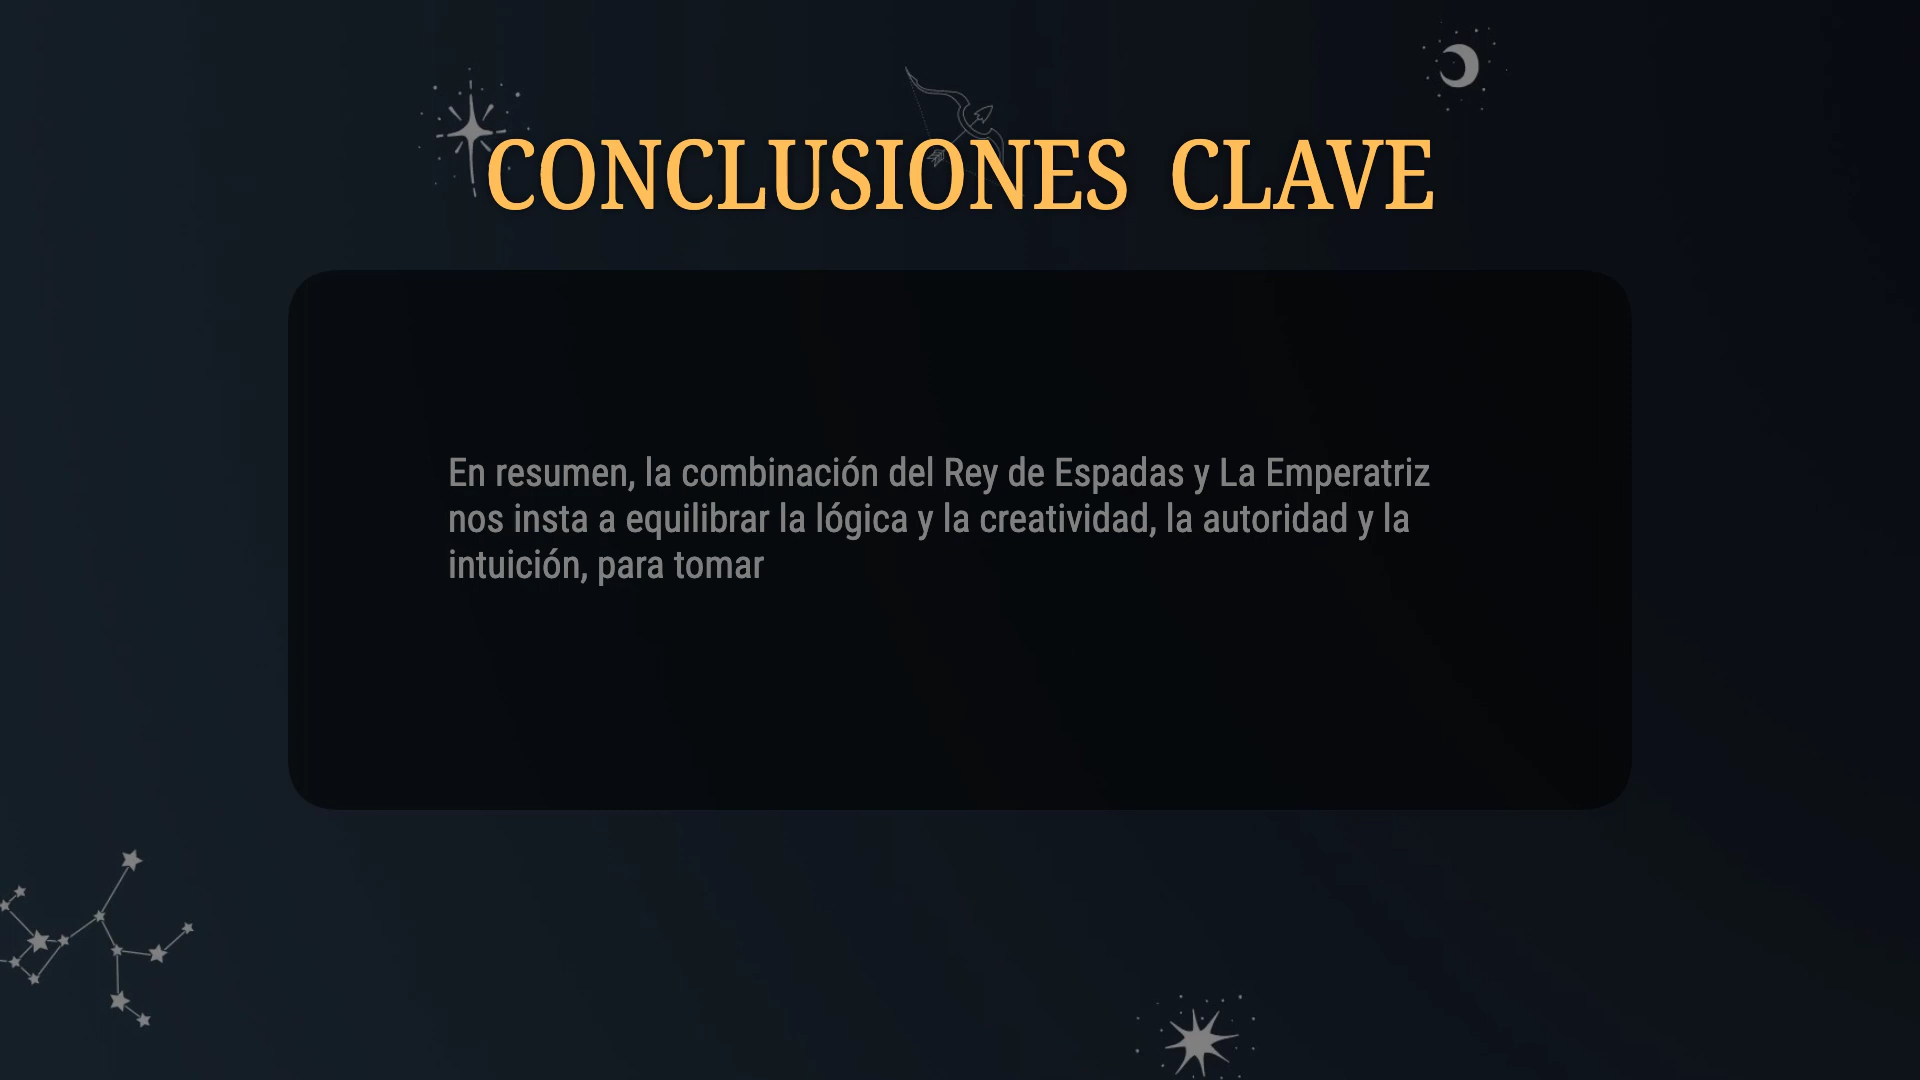 CONCLUSIONES CLAVE
En resumen, la combinación del Rey de Espadas y La Emperatriz
nos insta a equilibrar la lógica y la creatividad, la autoridad y la
intuición, para tomar